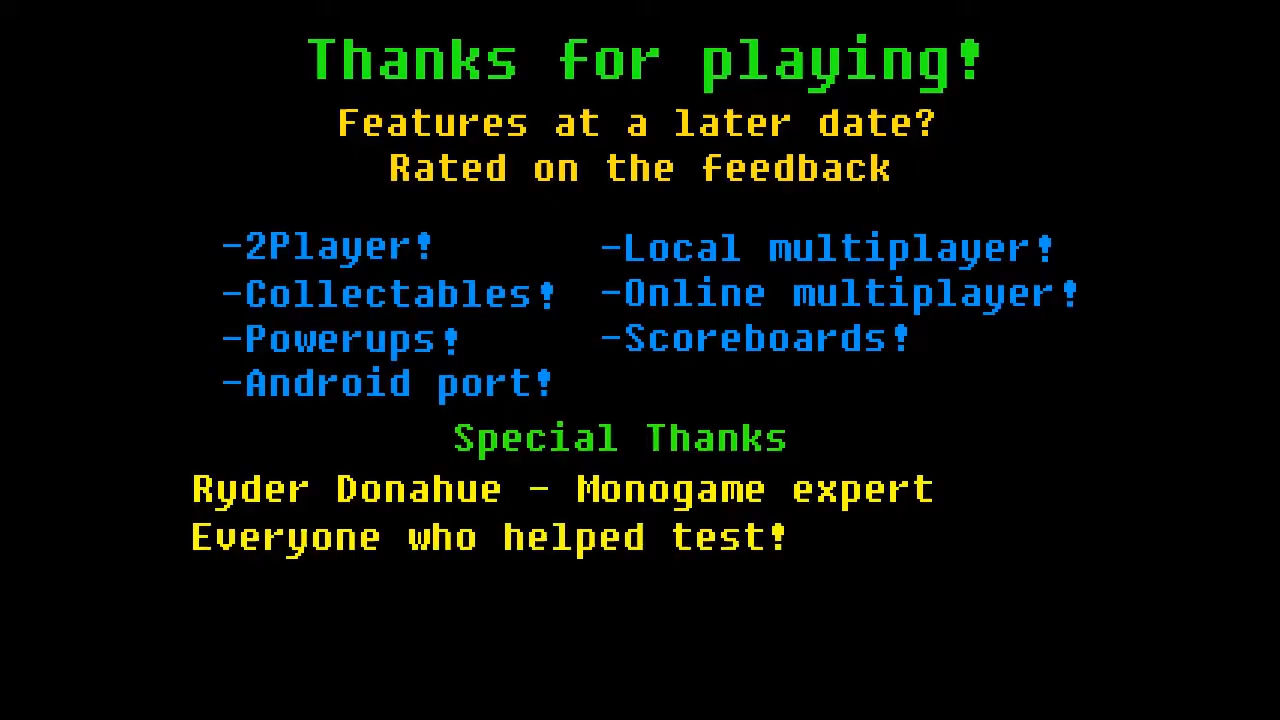 Thanks for playing!
Features at a later date?
Rated on the feedback
-2Player!
-Collectables!
-Powerups!
-Android port!
-Local multiplayer!
-Online multiplayer!
-Scoreboards!
Special Thanks
Ryder Donahue - Monogame expert
Everyone who helped test!